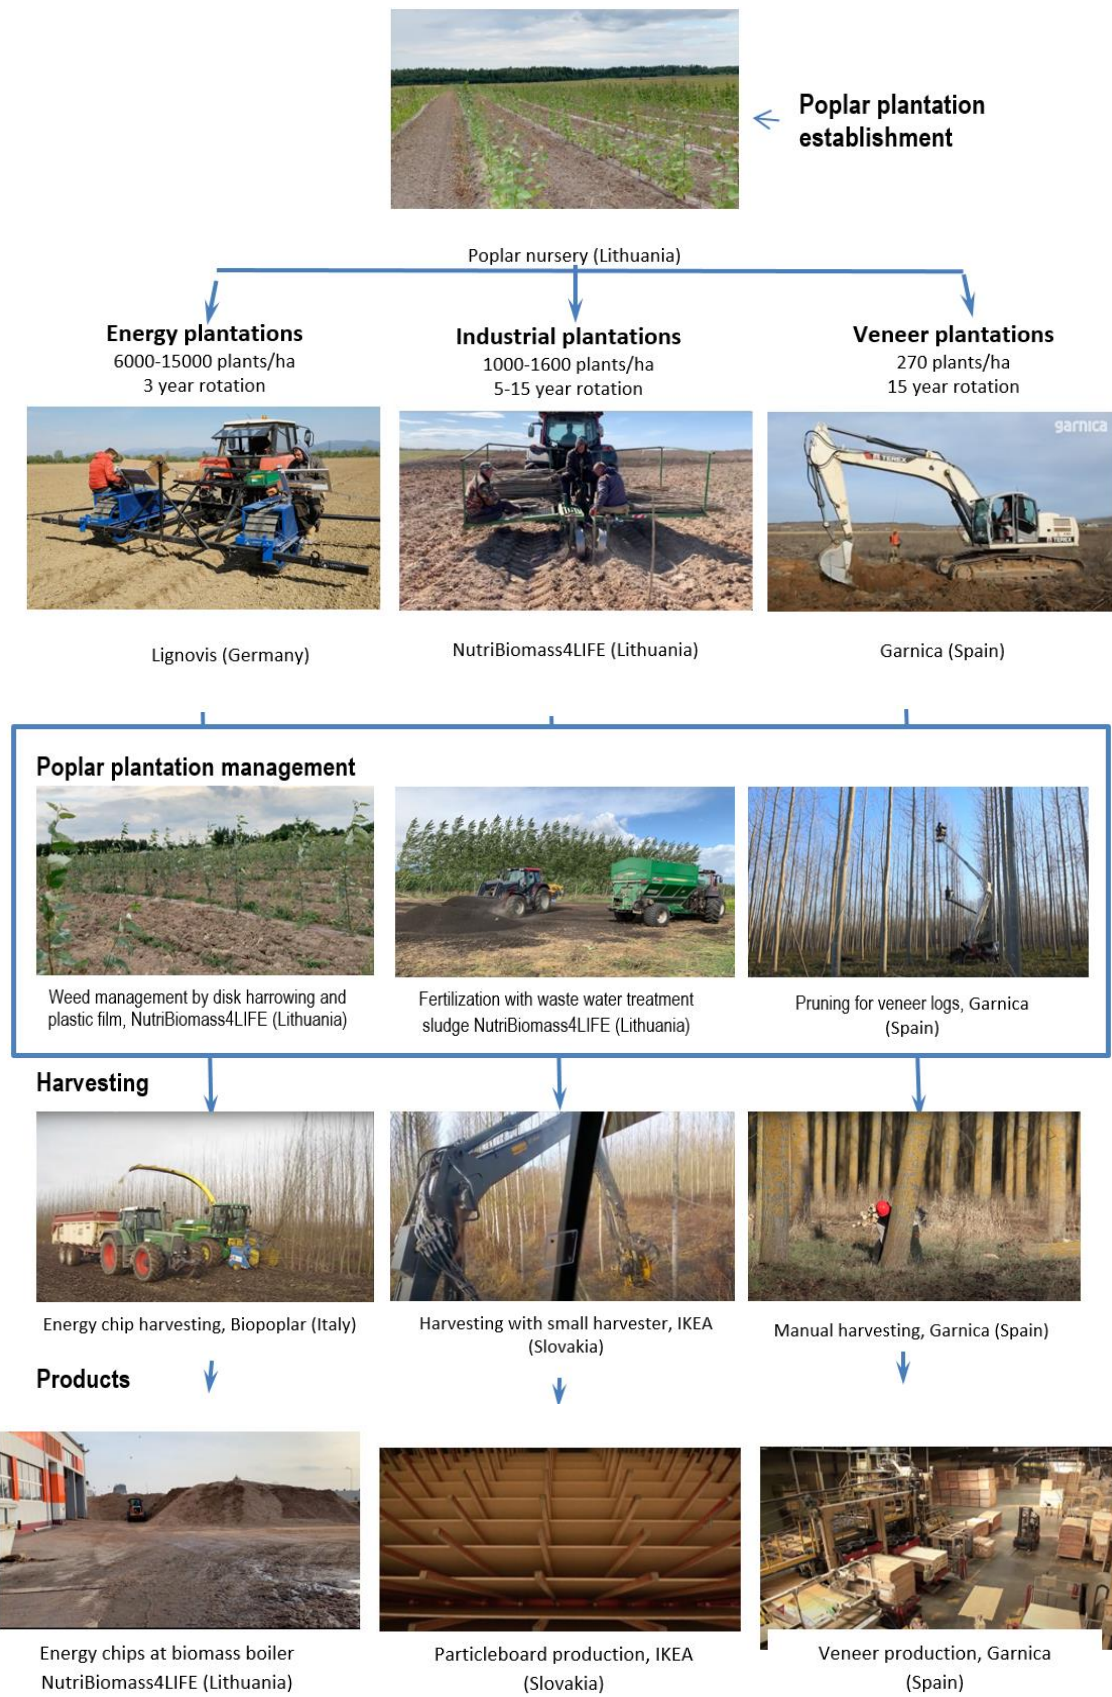 Poplar plantation
establishment
Poplar nursery (Lithuania)
Energy plantations
6000-15000 plants/ha
3 year rotation
Industrial plantations
1000-1600 plants/ha
5-15 year rotation
Veneer plantations
270 plants/ha
15 year rotation
garnica
TEREX
TEREX
Lignovis (Germany)
NutriBiomass4LIFE (Lithuania)
Garnica (Spain)
Poplar plantation management
Weed management by disk harrowing and
plastic film, NutriBiomass4LIFE (Lithuania)
Fertilization with waste water treatment
sludge NutriBiomass4LIFE (Lithuania)
Pruning for veneer logs, Garnica
(Spain)
Harvesting
Energy chip harvesting, Biopoplar (Italy)
Harvesting with small harvester, IKEA
(Slovakia)
Manual harvesting, Garnica (Spain)
Products
Energy chips at biomass boiler
NutriBiomass4LIFE (Lithuania)
Particleboard production, IKEA
(Slovakia)
Veneer production, Garnica
(Spain)